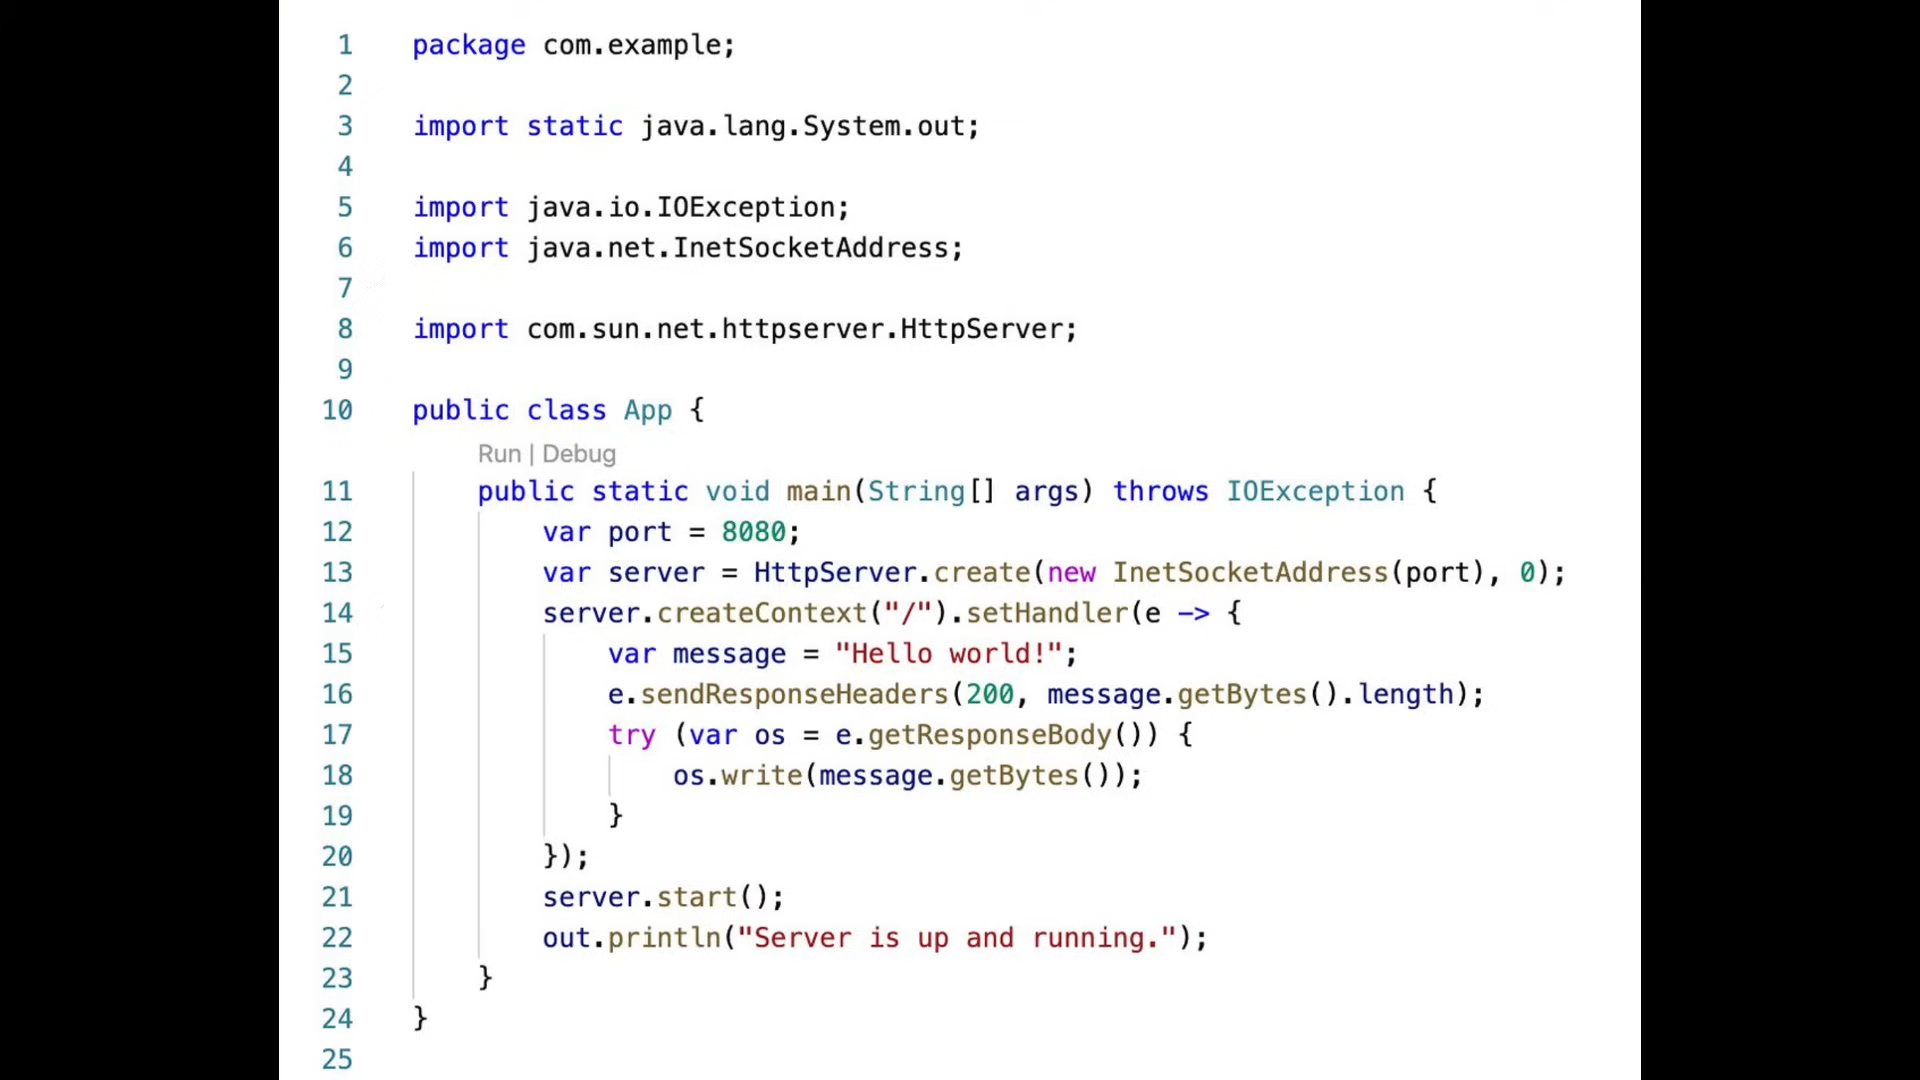 1 package com.example;
2
3 import static java.lang.System.out;
4
5 import java.io.IOException;
6 import java.net.InetSocketAddress;
7
8 import com.sun.net.httpserver.HttpServer;
9
10 public class App {
Run | Debug
11 public static void main(String[] args) throws IOException {
12 var port = 8080;
13 var server = HttpServer.create(new InetSocketAddress(port), 0);
14 server.createContext("/").setHandler(e -> {
15 var message = "Hello world!";
16 e.sendResponseHeaders(200, message.getBytes().length);
17 try (var os = e.getResponseBody()) {
18 os.write(message.getBytes());
19 }
20 });
21 server.start();
22 out.println("Server is up and running.");
23 }
24 }
25